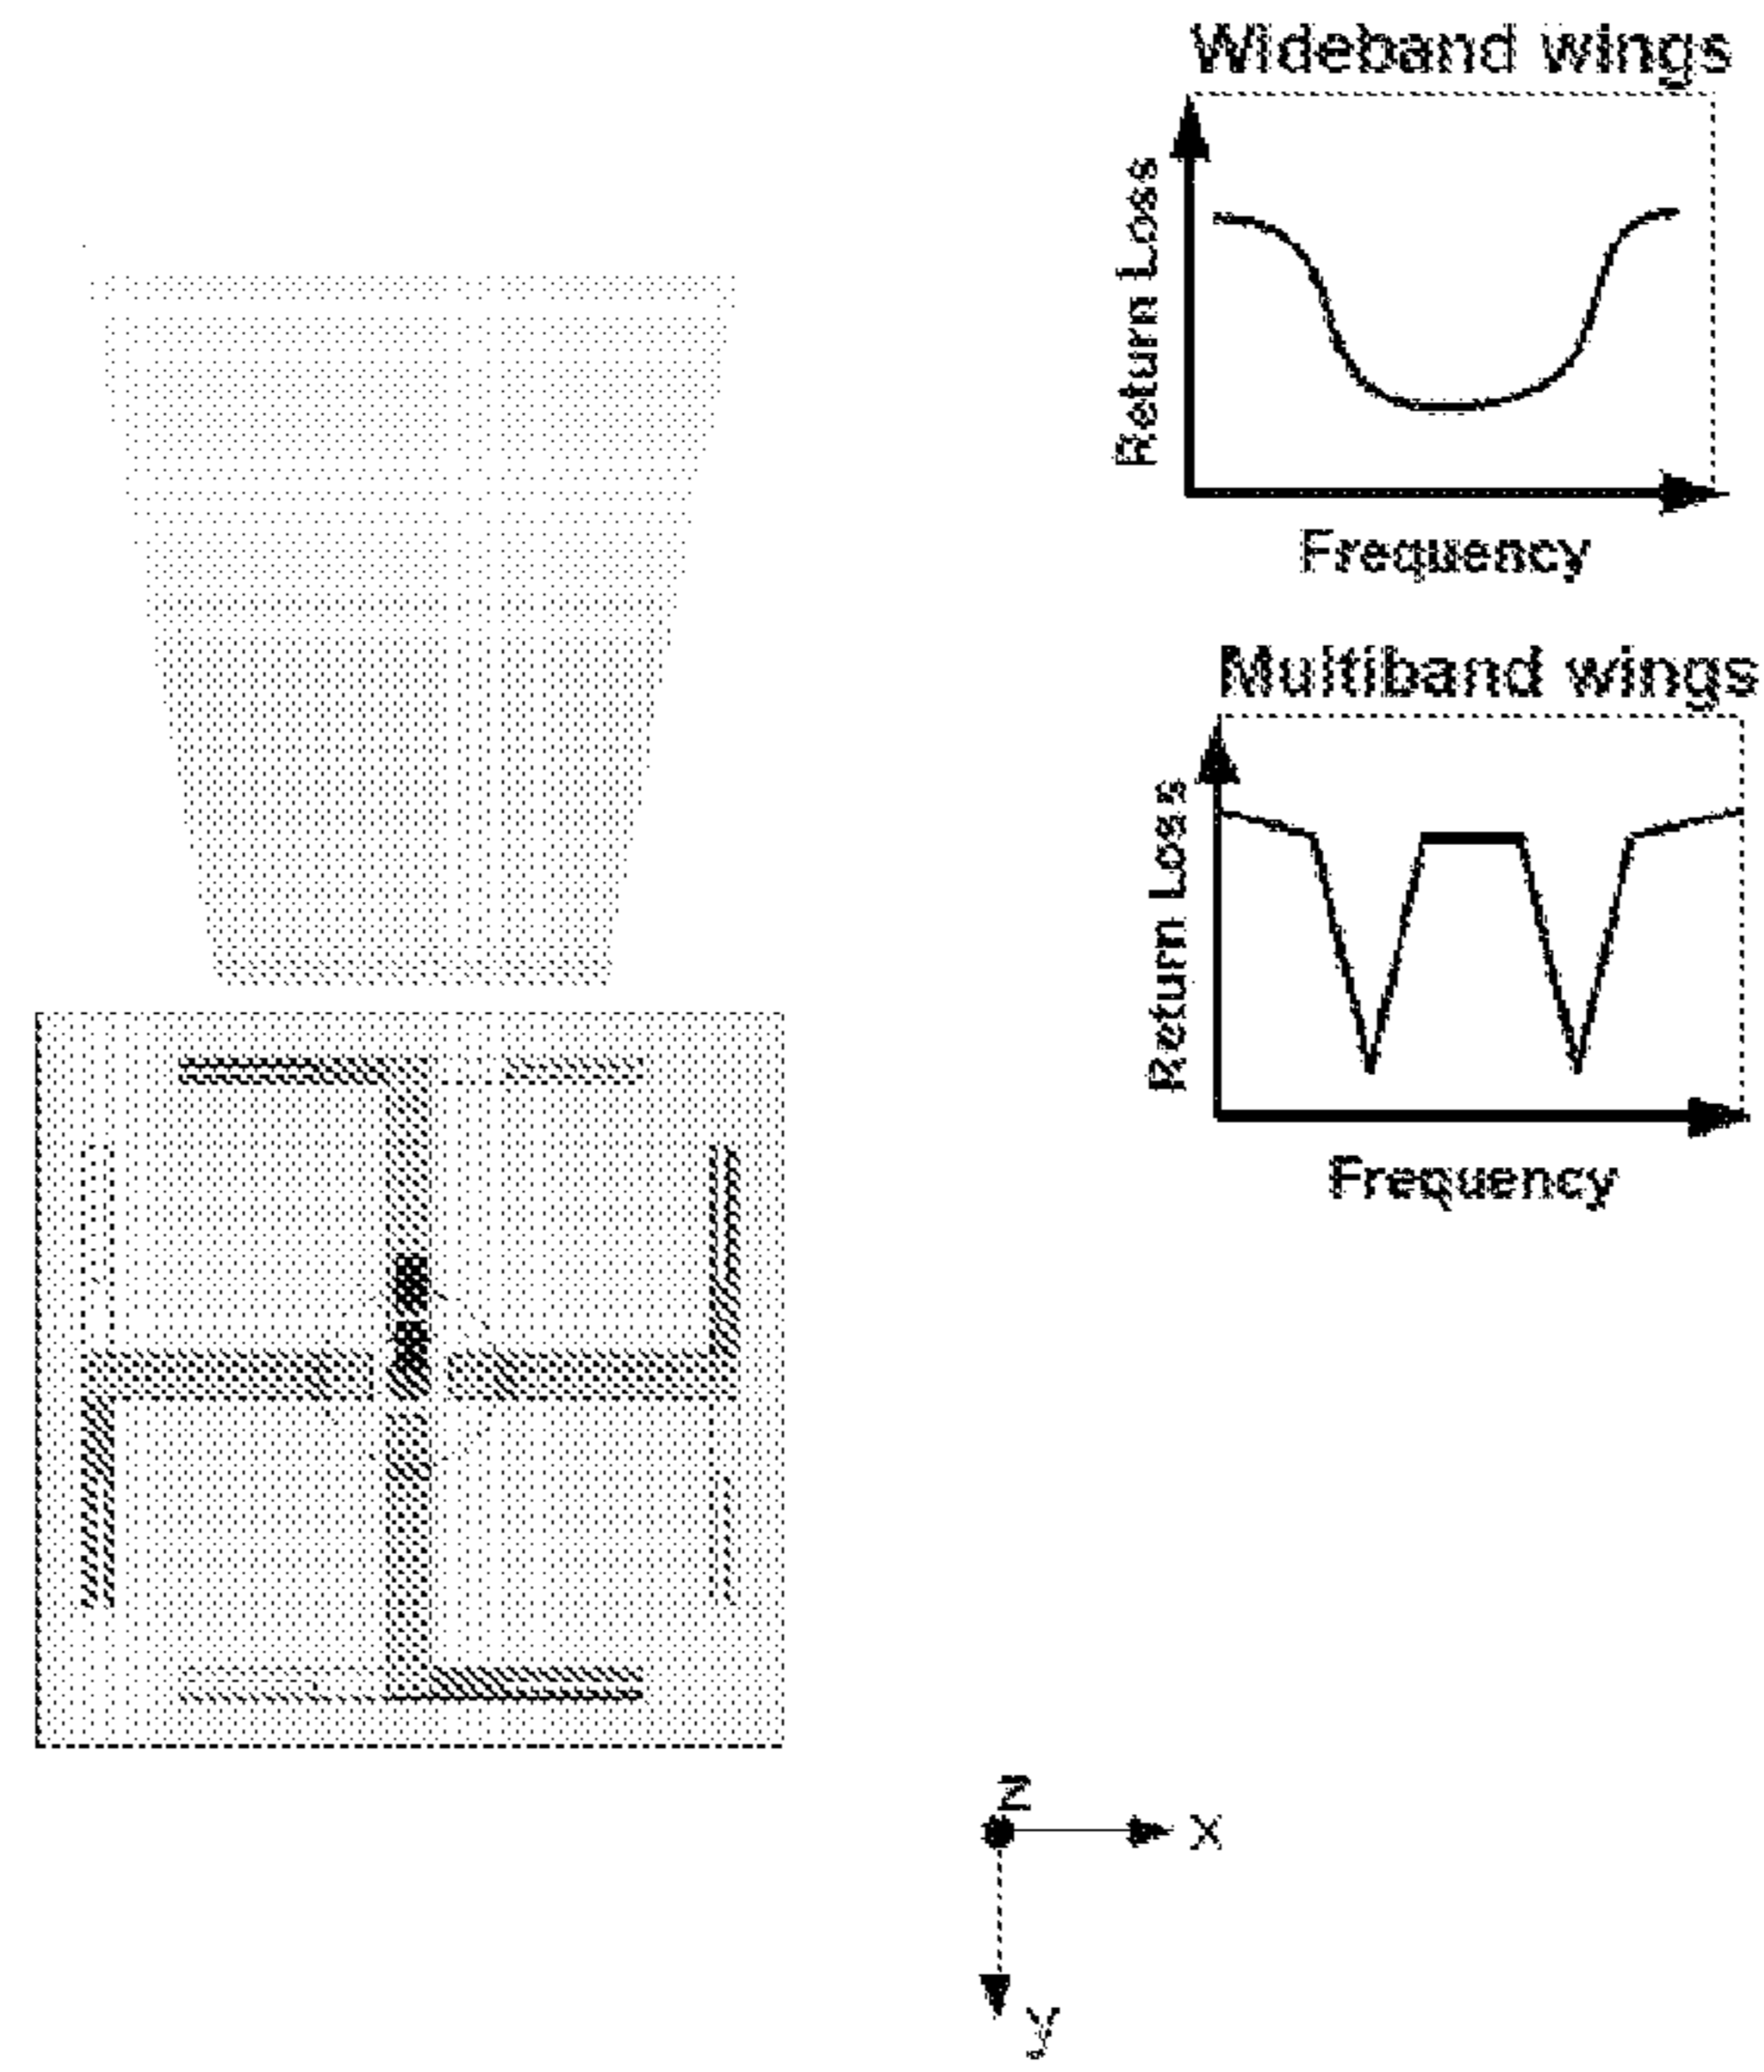 Wideband wings
Return Loss
Frequency
Multiband wings
Return Loss
Frequency
Z
X
Y